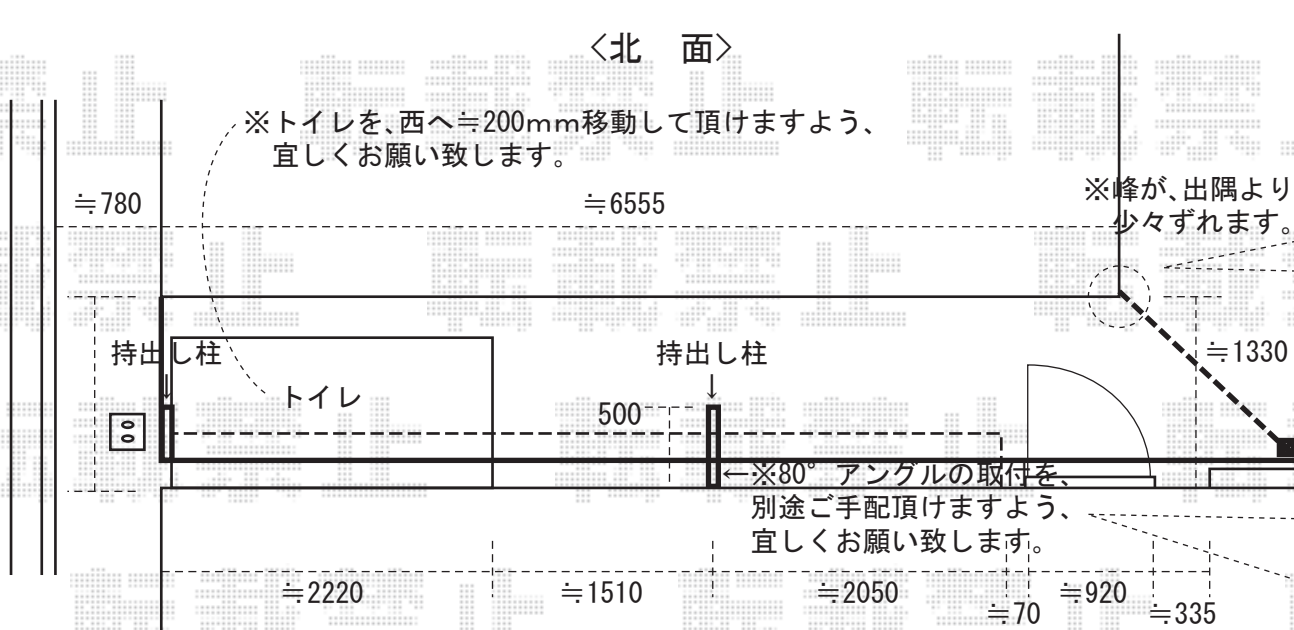 〈北　面〉
※トイレを、西へ≒200mm移動して頂けますよう、
宜しくお願い致します。
≒780
≒6555
※峰が、出隅より
少々ずれます。
持出し柱
持出し柱
≒1330
トイレ
500
←※80°アングルの取付を、
別途ご手配頂けますよう、
宜しくお願い致します。
≒2220
≒1510
≒2050
≒70
≒920
≒335
転載禁止